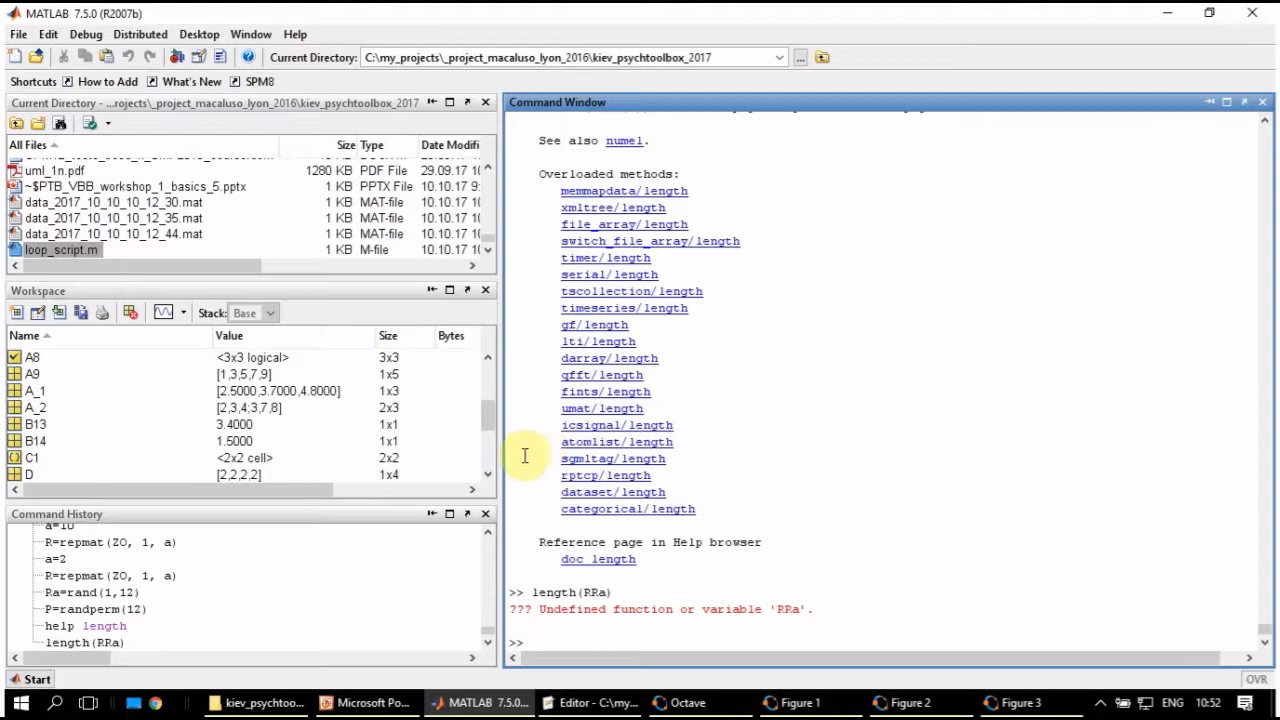 MATLAB 7.5.0 (R2007b)
File Edit Debug Distributed Desktop Window Help
Current Directory: C:\my_projects\_project_macaluso_lyon_2016\kiev_psychtoolbox_2017
Shortcuts How to Add What's New SPM8
Current Directory - ...rojects\_project_macaluso_lyon_2016\kiev_psychtoolbox_2017
All Files Size Type Date Modifi
uml_1n.pdf 1280 KB PDF File 29.09.17 10
~$PTB_VBB_workshop_1_basics_5.pptx 1 KB PPTX File 10.10.17 9:
data_2017_10_10_10_12_30.mat 1 KB MAT-file 10.10.17 10
data_2017_10_10_10_12_35.mat 1 KB MAT-file 10.10.17 10
data_2017_10_10_10_12_44.mat 1 KB MAT-file 10.10.17 10
loop_script.m 1 KB M-file 10.10.17 10
Workspace
Stack: Base
Name Value Size Bytes
A8 <3x3 logical> 3x3
A9 [1,3,5,7,9] 1x5
A_1 [2.5000,3.7000,4.8000] 1x3
A_2 [2,3,4;3,7,8] 2x3
B13 3.4000 1x1
B14 1.5000 1x1
C1 <2x2 cell> 2x2
D [2,2,2,2] 1x4
Command History
a=10
R=repmat(ZO, 1, a)
a=2
R=repmat(ZO, 1, a)
Ra=rand(1,12)
P=randperm(12)
help length
length(RRa)
Command Window
See also numel.
Overloaded methods:
memmapdata/length
xmltree/length
file_array/length
switch_file_array/length
timer/length
serial/length
tscollection/length
timeseries/length
gf/length
lti/length
darray/length
qfft/length
fints/length
umat/length
icsignal/length
atomlist/length
sgmltag/length
rptcp/length
dataset/length
categorical/length
Reference page in Help browser
doc length
>> length(RRa)
??? Undefined function or variable 'RRa'.
>>
Start OVR
kiev_psychtoo... Microsoft Po... MATLAB 7.5.0... Editor - C:\my... Octave Figure 1 Figure 2 Figure 3 ENG 10:52